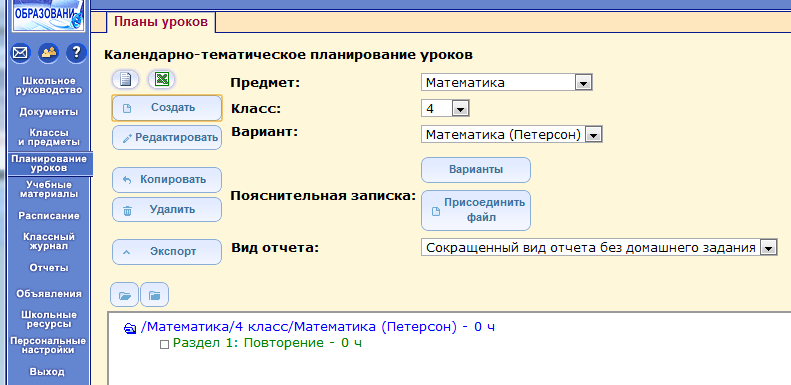 ОБРАЗОВАНИ
?
Школьное
руководство
Документы
Классы
и предметы
Планирование
уроков
Учебные
материалы
Расписание
Классный
журнал
Отчеты
Объявления
Школьные
ресурсы
Персональные
настройки
Выход
Планы уроков
Календарно-тематическое планирование уроков
Предмет: Математика
Создать Класс: 4
Редактировать Вариант: Математика (Петерсон)
Копировать Варианты
Удалить Пояснительная записка: Присоединить
файл
Экспорт Вид отчета: Сокращенный вид отчета без домашнего задания
/Математика/4 класс/Математика (Петерсон) - 0 ч
Раздел 1: Повторение - 0 ч